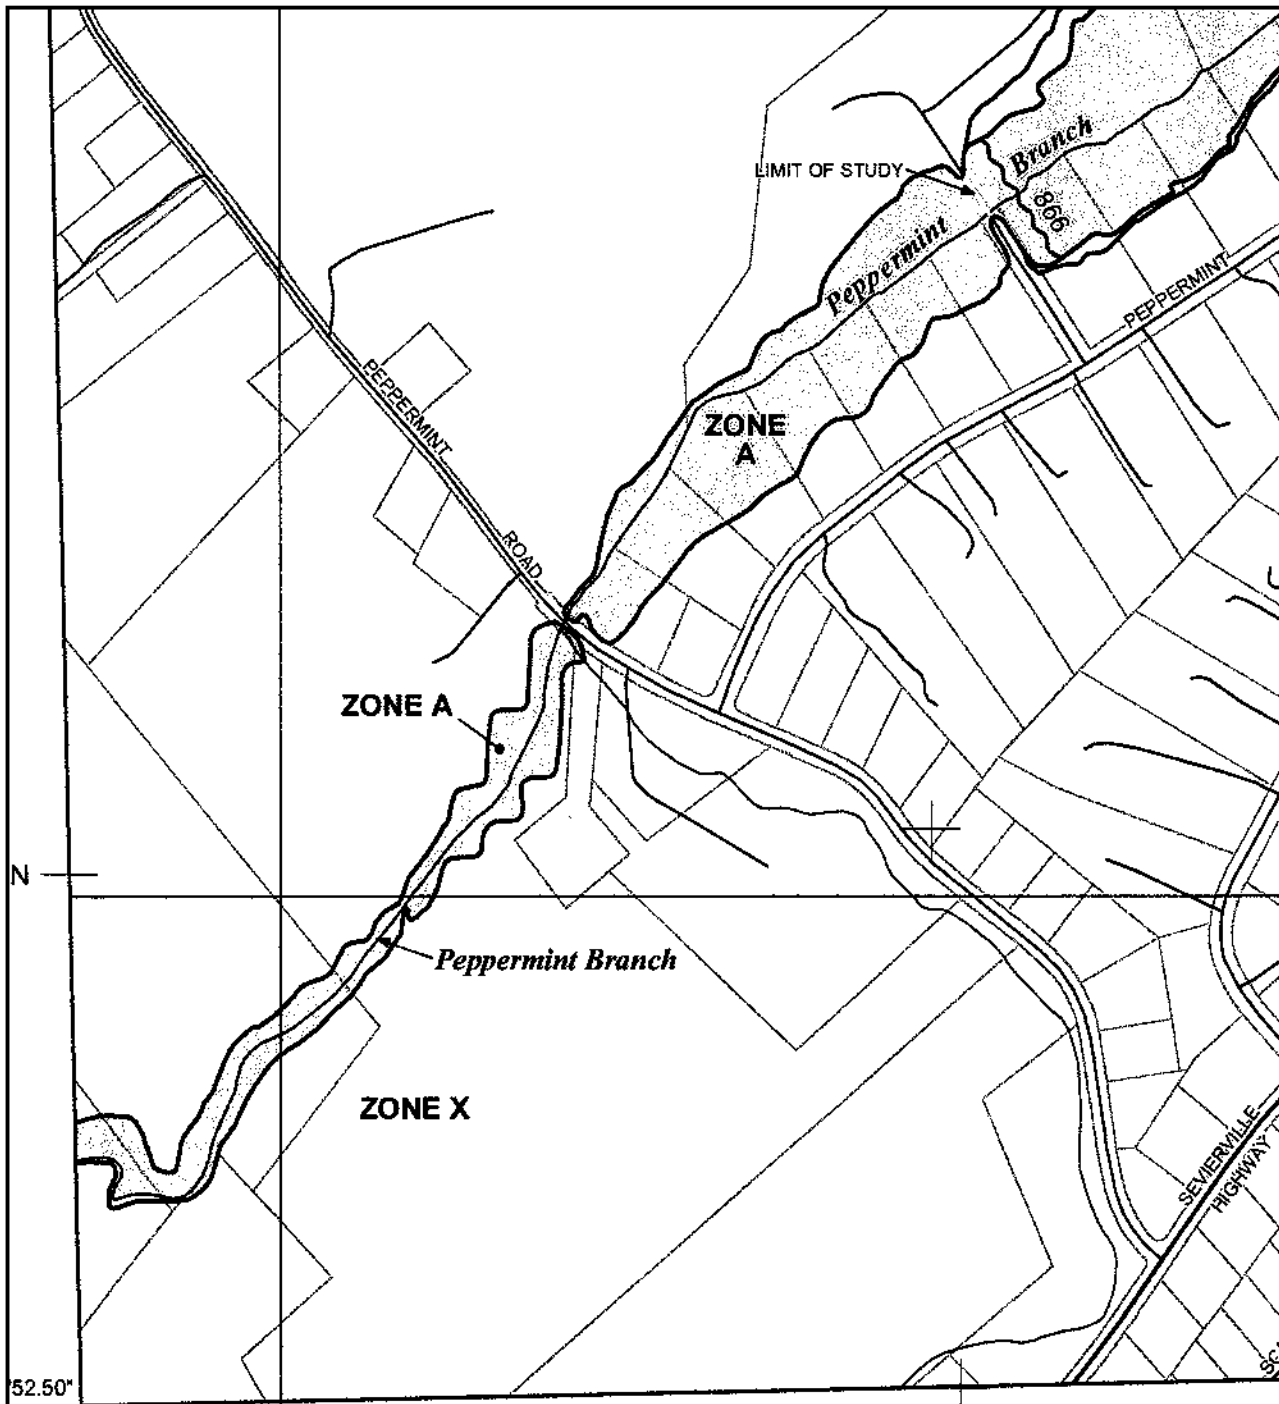 LIMIT OF STUDY
Branch
866
Peppermint
PEPPERMINT
PEPPERMINT
ROAD
ZONE
A
ZONE A
N
Peppermint Branch
ZONE X
SEVIERVILLE
HIGHWAY
'52.50"